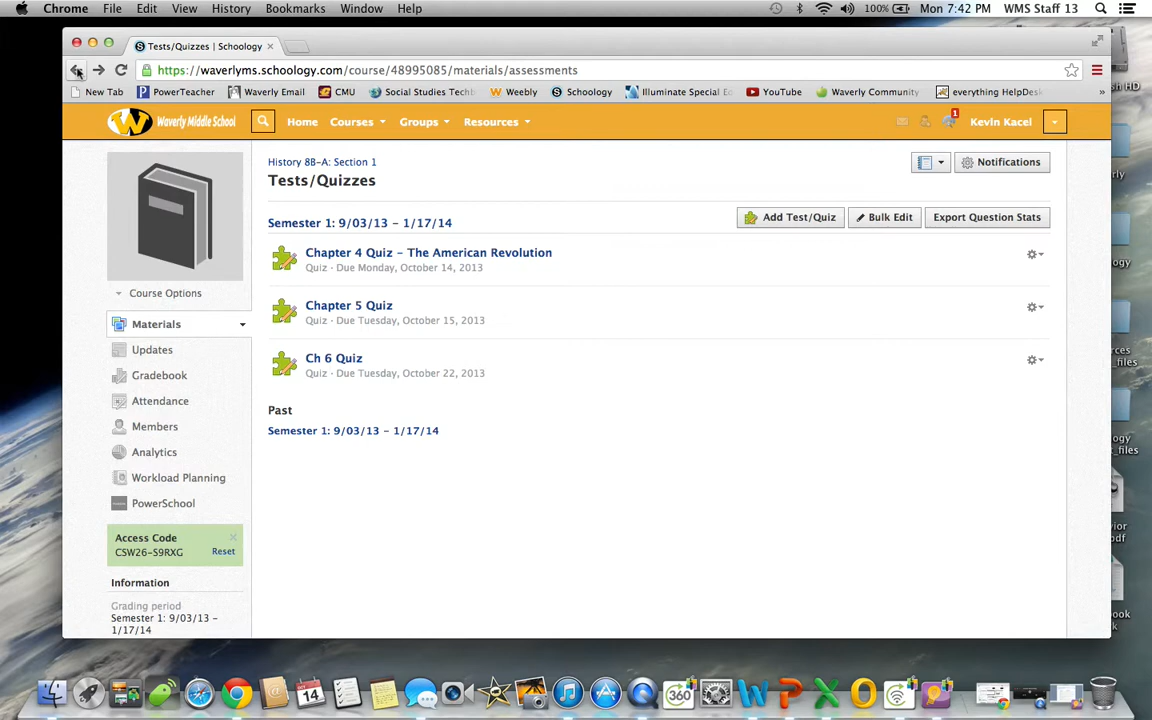 Chrome File Edit View History Bookmarks Window Help 100% Mon 7:42 PM WMS Staff 13
Tests/Quizzes | Schoology
https://waverlyms.schoology.com/course/48995085/materials/assessments
New Tab PowerTeacher Waverly Email CMU Social Studies Tech Weebly Schoology Illuminate Special Ed YouTube Waverly Community everything HelpDesk »
W Waverly Middle School Home Courses Groups Resources 1 Kevin Kacel
History 8B-A: Section 1
Tests/Quizzes
Notifications
Semester 1: 9/03/13 - 1/17/14
Add Test/Quiz Bulk Edit Export Question Stats
Chapter 4 Quiz - The American Revolution
Quiz · Due Monday, October 14, 2013
Chapter 5 Quiz
Quiz · Due Tuesday, October 15, 2013
Ch 6 Quiz
Quiz · Due Tuesday, October 22, 2013
Past
Semester 1: 9/03/13 - 1/17/14
Course Options
Materials
Updates
Gradebook
Attendance
Members
Analytics
Workload Planning
PowerSchool
Access Code
CSW26-S9RXG Reset
Information
Grading period
Semester 1: 9/03/13 -
1/17/14
HD
_files
t_files
pdf
OCT
14
360
W P X O